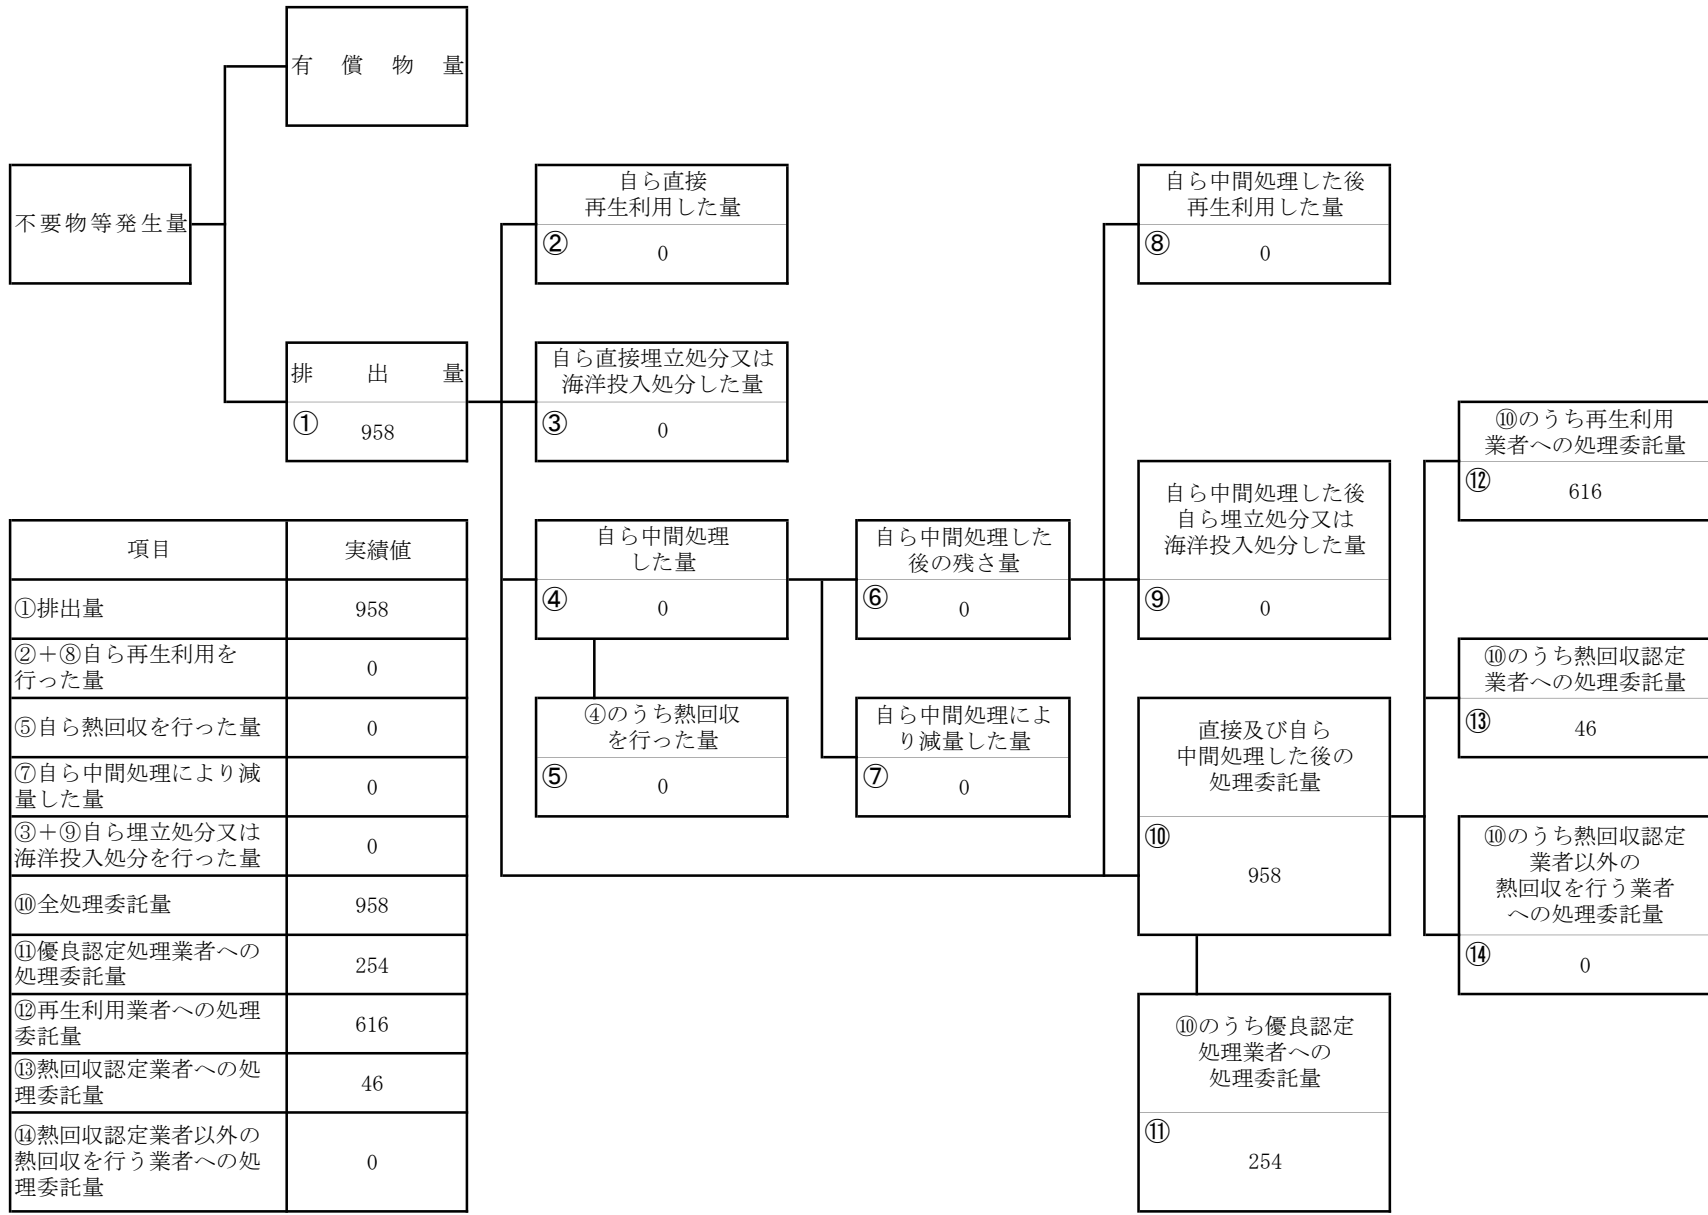 有償物量
不要物等発生量
排出量
①
958
自ら直接
再生利用した量
②
0
自ら直接埋立処分又は
海洋投入処分した量
③
0
自ら中間処理
した量
④
0
④のうち熱回収
を行った量
⑤
0
自ら中間処理した
後の残さ量
⑥
0
自ら中間処理によ
り減量した量
⑦
0
自ら中間処理した後
再生利用した量
⑧
0
自ら中間処理した後
自ら埋立処分又は
海洋投入処分した量
⑨
0
直接及び自ら
中間処理した後の
処理委託量
⑩
958
⑩のうち優良認定
処理業者への
処理委託量
⑪
254
⑩のうち再生利用
業者への処理委託量
⑫
616
⑩のうち熱回収認定
業者への処理委託量
⑬
46
⑩のうち熱回収認定
業者以外の
熱回収を行う業者
への処理委託量
⑭
0
項目 実績値
①排出量 958
②＋⑧自ら再生利用を
行った量
0
⑤自ら熱回収を行った量 0
⑦自ら中間処理により減
量した量
0
③＋⑨自ら埋立処分又は
海洋投入処分を行った量
0
⑩全処理委託量 958
⑪優良認定処理業者への
処理委託量
254
⑫再生利用業者への処理
委託量
616
⑬熱回収認定業者への処
理委託量
46
⑭熱回収認定業者以外の
熱回収を行う業者への処
理委託量
0